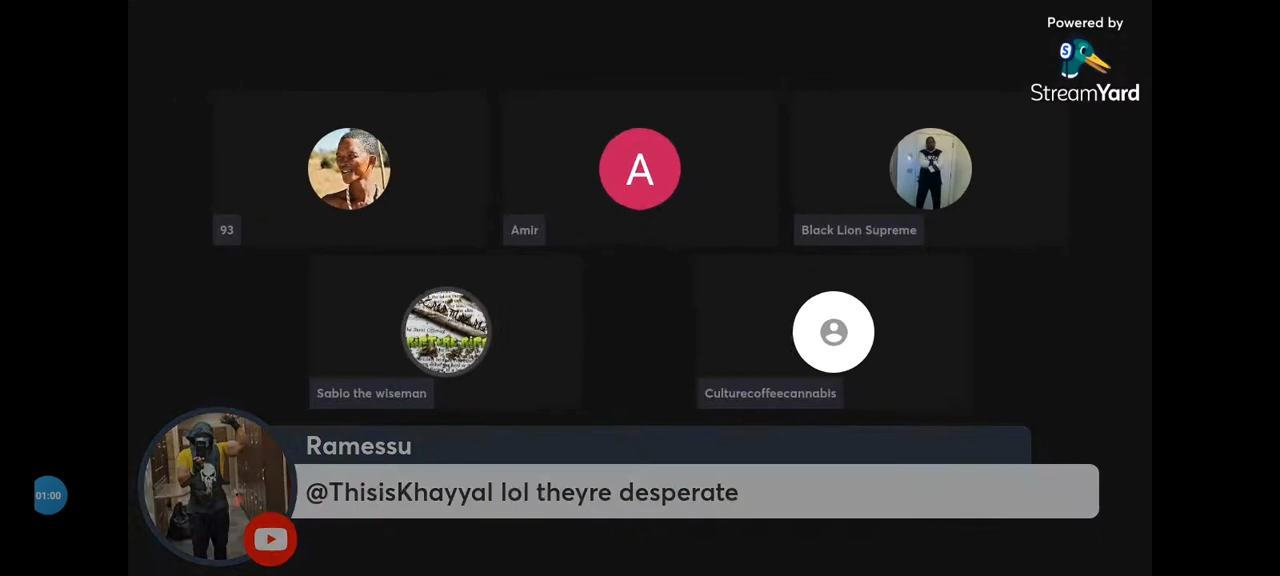 Powered by
S
StreamYard
A
93
Amir
Black Lion Supreme
Sabio the wiseman
Culturecoffeecannabis
Ramessu
@ThisisKhayyal lol theyre desperate
01:00